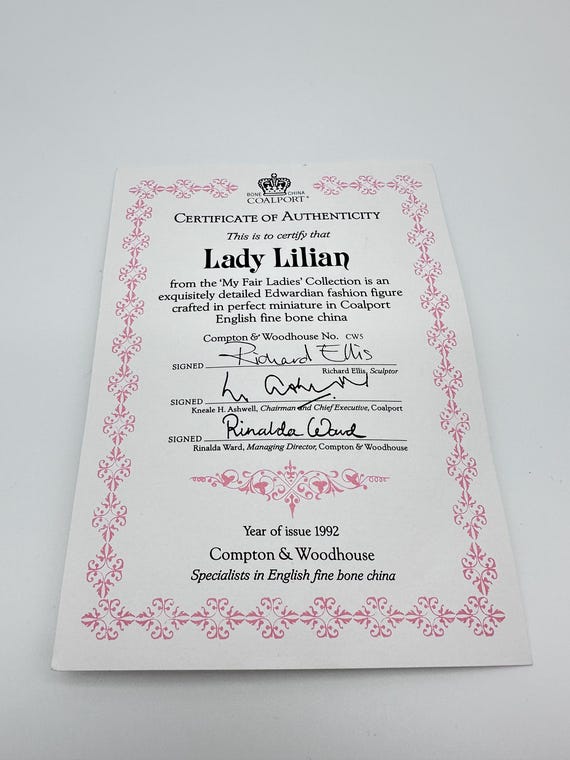 BONE CHINA
COALPORT®
CERTIFICATE OF AUTHENTICITY
This is to certify that
Lady Lilian
from the 'My Fair Ladies' Collection is an
exquisitely detailed Edwardian fashion figure
crafted in perfect miniature in Coalport
English fine bone china
Compton & Woodhouse No. CW5
Richard Ellis
SIGNED
Richard Ellis, Sculptor
SIGNED
Kneale H. Ashwell, Chairman and Chief Executive, Coalport
SIGNED Rinalda Ward
Rinalda Ward, Managing Director, Compton & Woodhouse
Year of issue 1992
Compton & Woodhouse
Specialists in English fine bone china